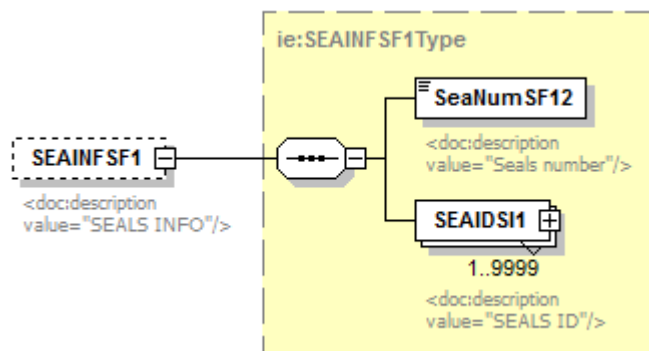 ie:SEAINFSF1Type
SeaNumSF12
<doc:description
value="Seals number"/>
SEAINFSF1
<doc:description
value="SEALS INFO"/>
SEAIDSI1
1..9999
<doc:description
value="SEALS ID"/>